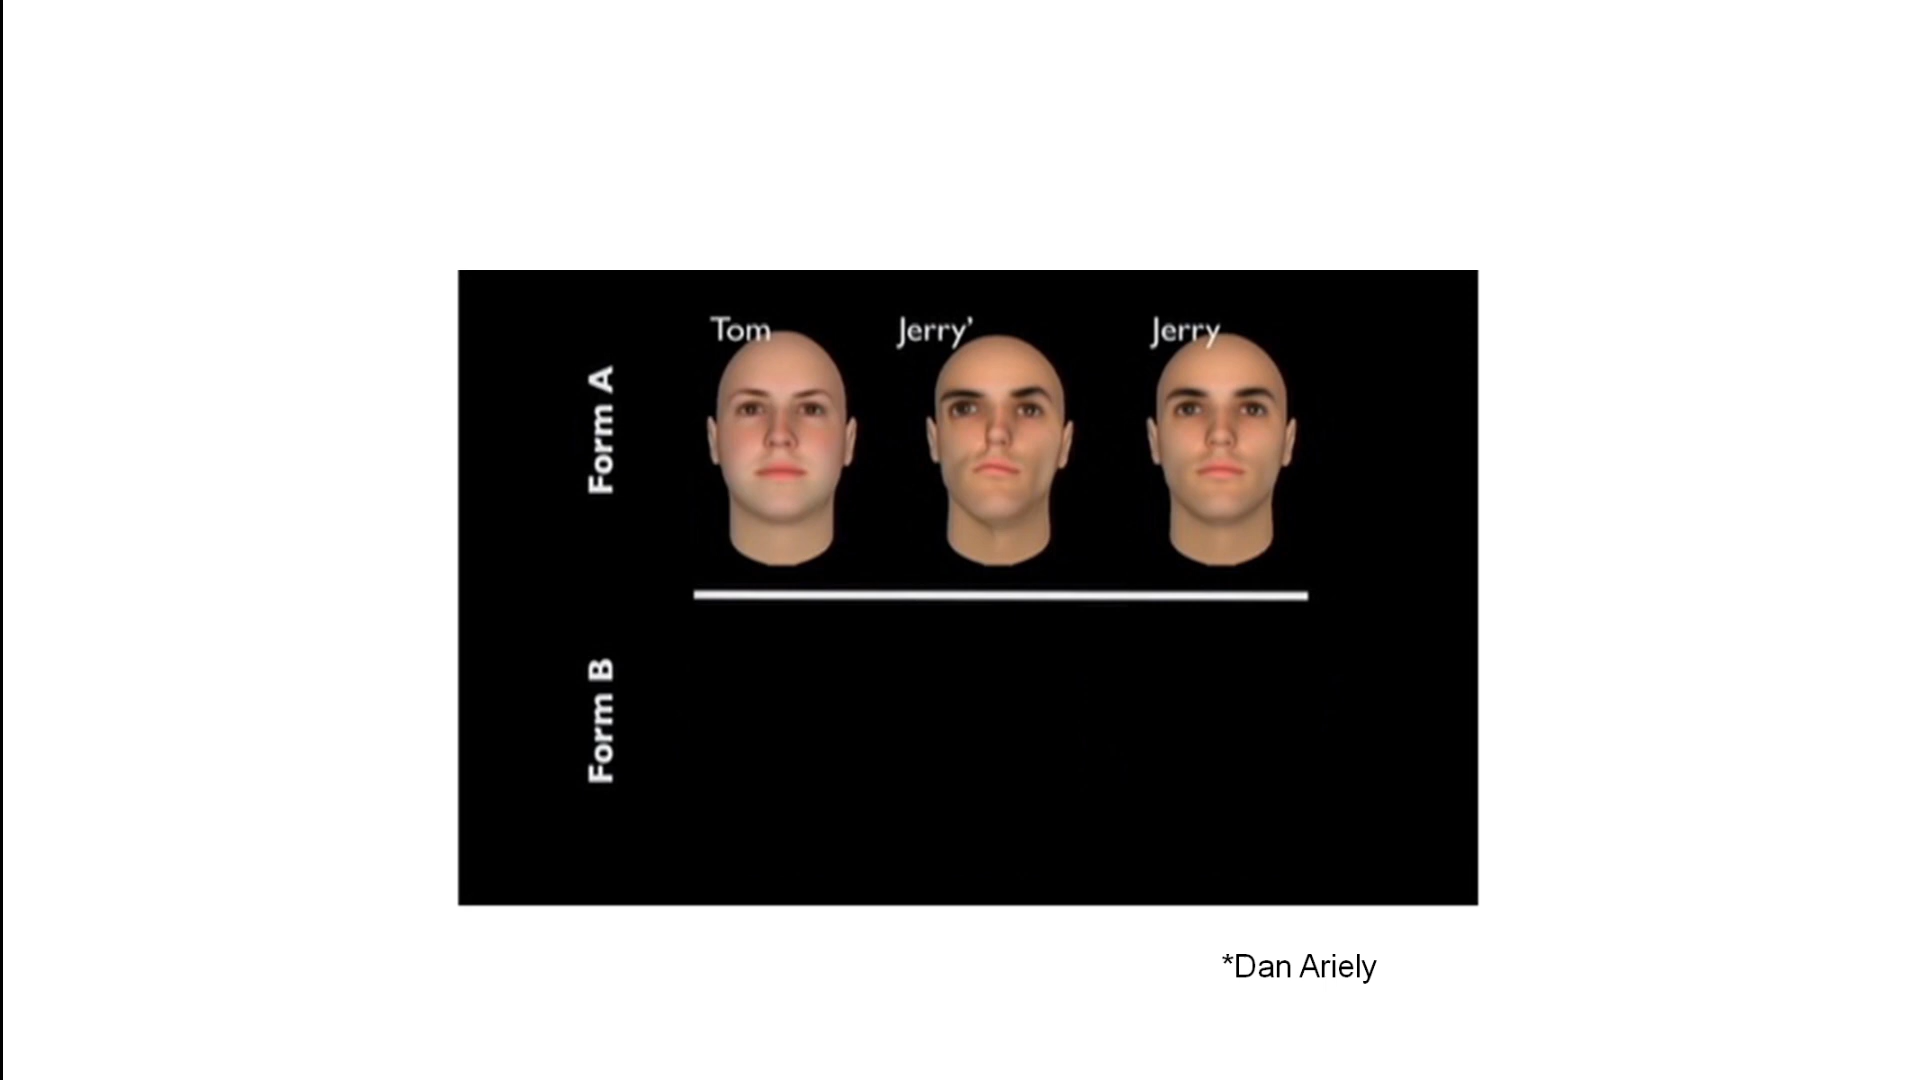 Tom
Jerry’
Jerry
Form A
Form B
*Dan Ariely